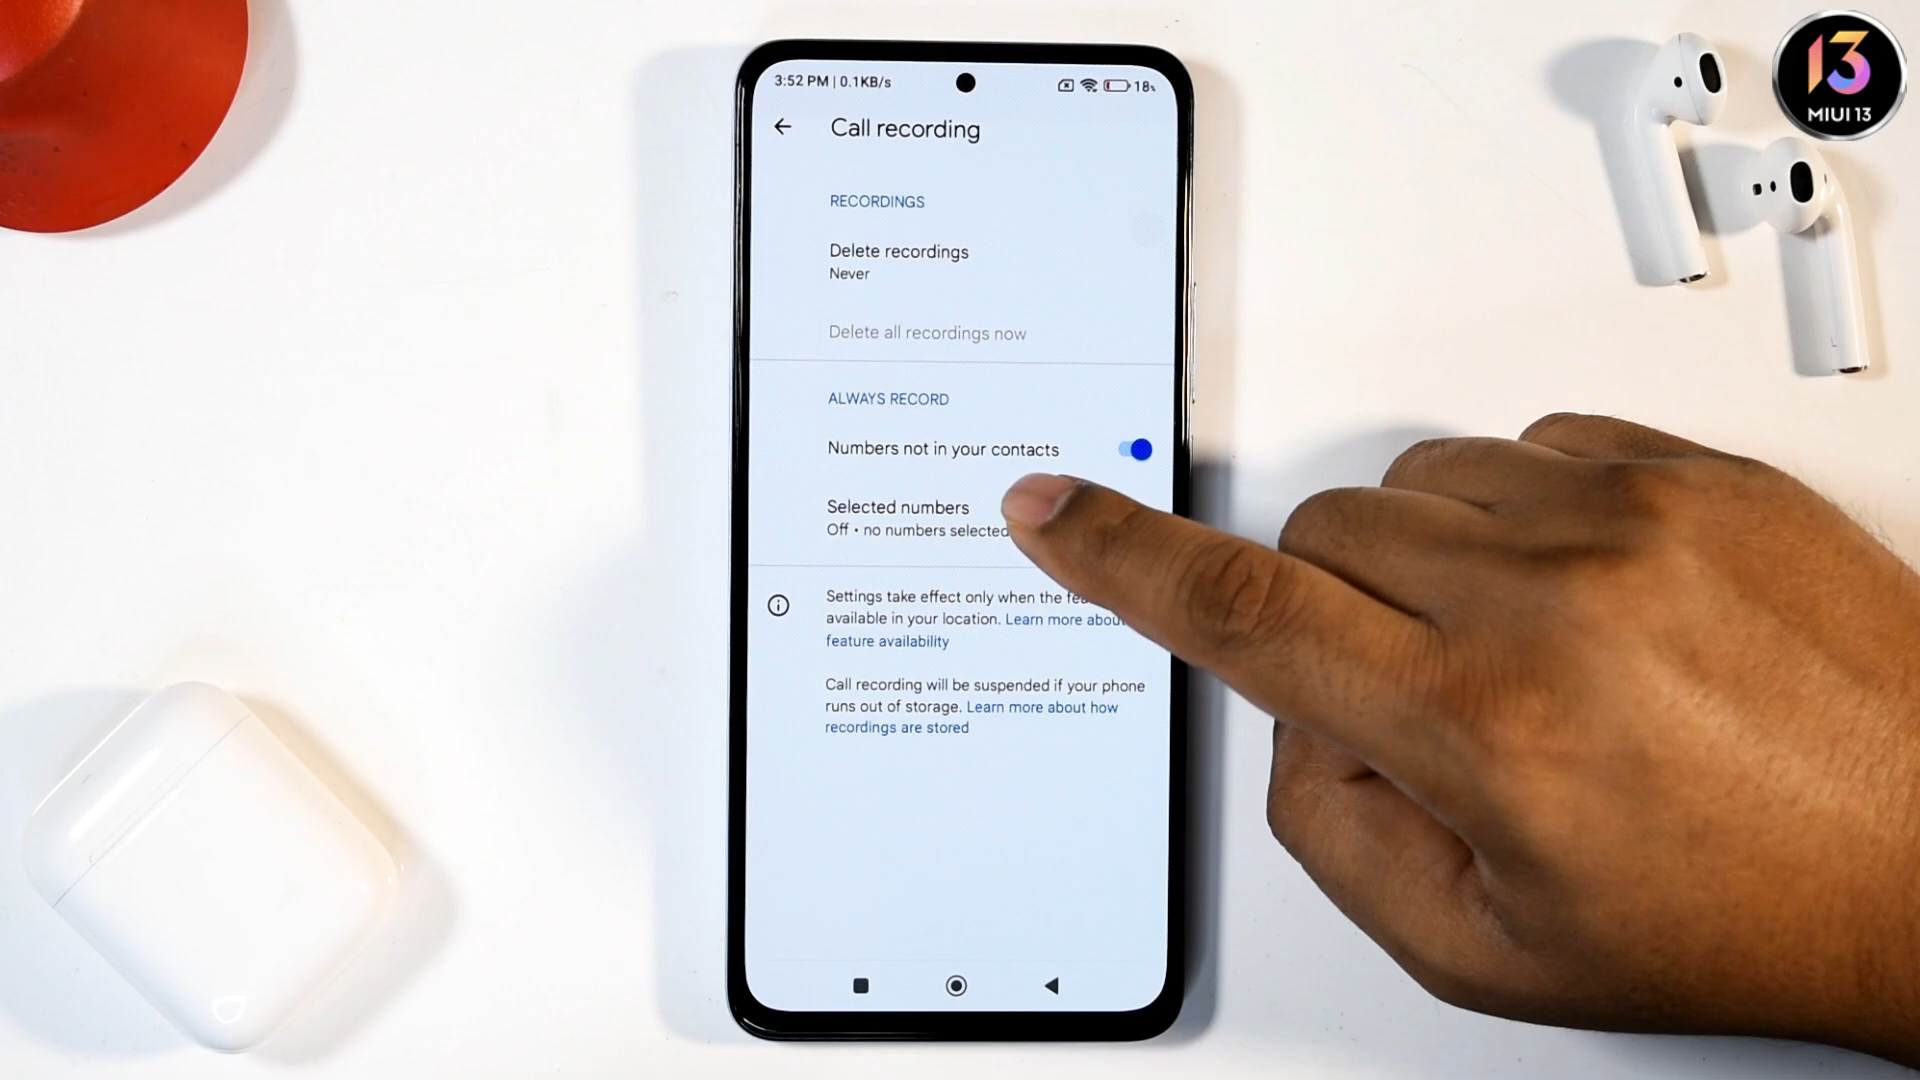 3:52 PM | 0.1KB/s
18%
Call recording
RECORDINGS
Delete recordings
Never
Delete all recordings now
ALWAYS RECORD
Numbers not in your contacts
Selected numbers
Off • no numbers selected
Settings take effect only when the
available in your location. Learn more
feature availability
Call recording will be suspended if your phone
runs out of storage. Learn more about how
recordings are stored
13
MIUI 13
L